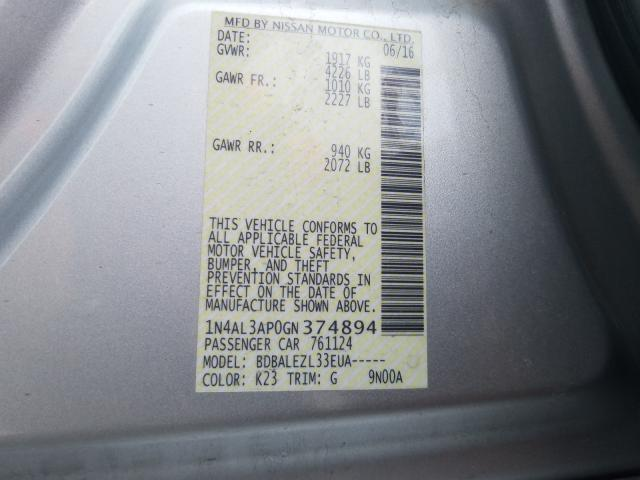 MFD BY NISSAN MOTOR CO., LTD.
DATE: 06/16
GVWR: 1917 KG
4226 LB
GAWR FR.: 1010 KG
2227 LB
GAWR RR.: 940 KG
2072 LB
THIS VEHICLE CONFORMS TO
ALL APPLICABLE FEDERAL
MOTOR VEHICLE SAFETY,
BUMPER, AND THEFT
PREVENTION STANDARDS IN
EFFECT ON THE DATE OF
MANUFACTURE SHOWN ABOVE.
1N4AL3AP0GN374894
PASSENGER CAR 761124
MODEL: BDBALEZL33EUA-----
COLOR: K23 TRIM: G 9N00A